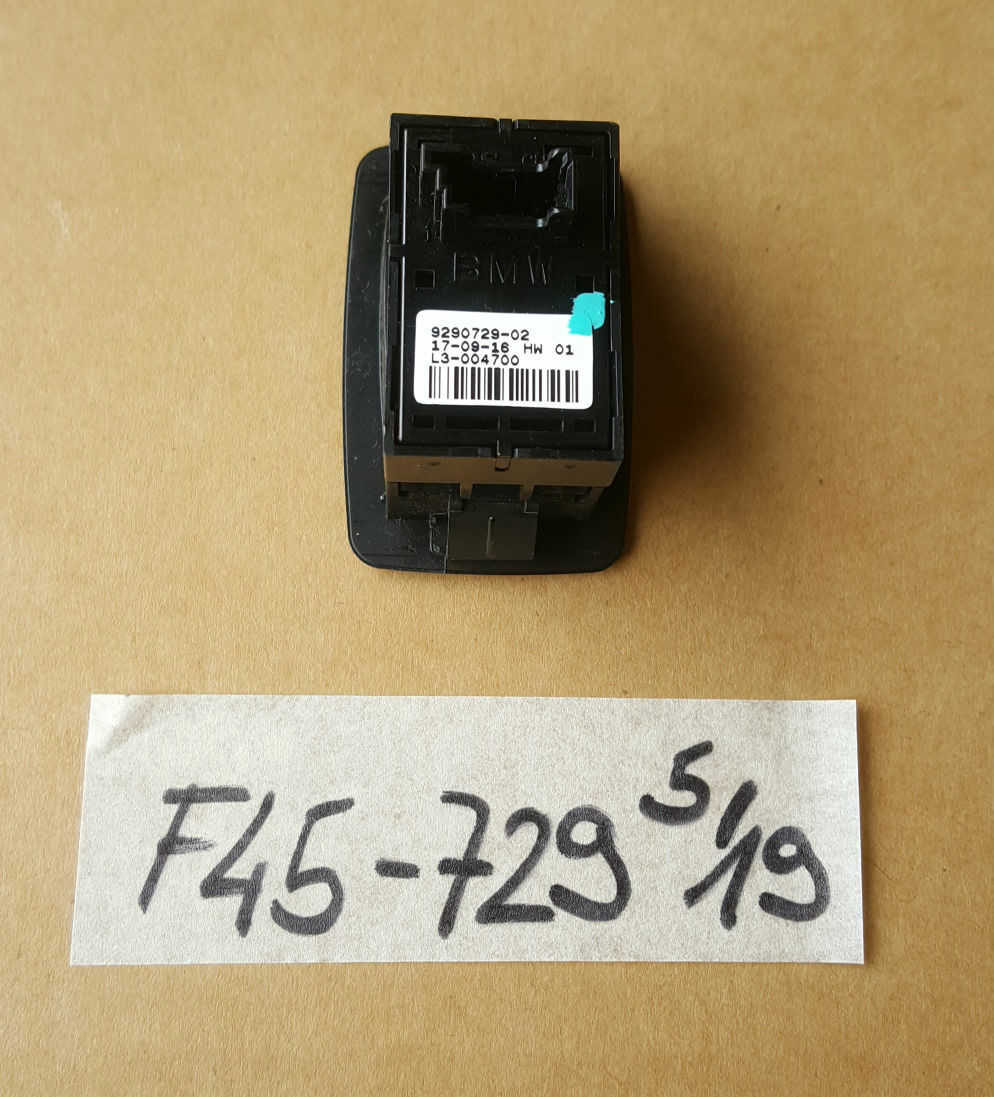 BMW
9290729-02
17-09-16 HW 01
L3-004700
F45-729 5/19